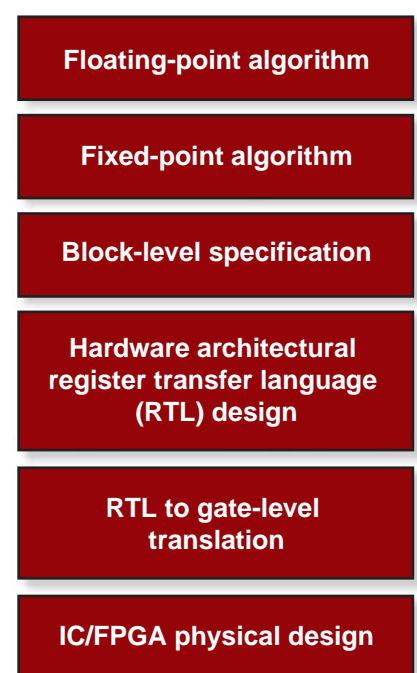 Floating-point algorithm
Fixed-point algorithm
Block-level specification
Hardware architectural
register transfer language
(RTL) design
RTL to gate-level
translation
IC/FPGA physical design